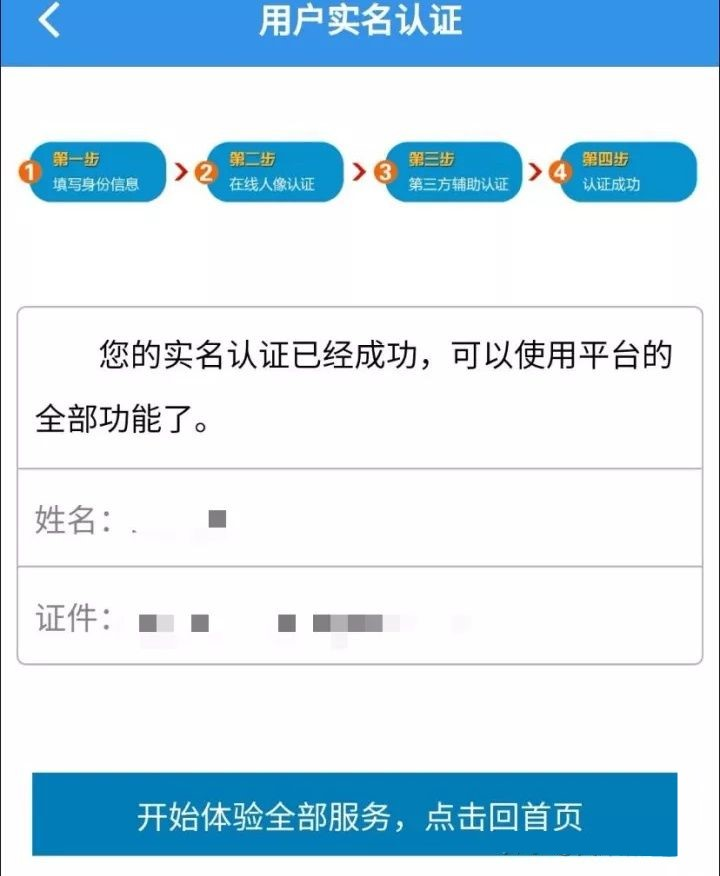 用户实名认证
1 第一步
填写身份信息
2 第二步
在线人像认证
3 第三步
第三方辅助认证
4 第四步
认证成功
您的实名认证已经成功，可以使用平台的
全部功能了。
姓名：
证件：
开始体验全部服务，点击回首页